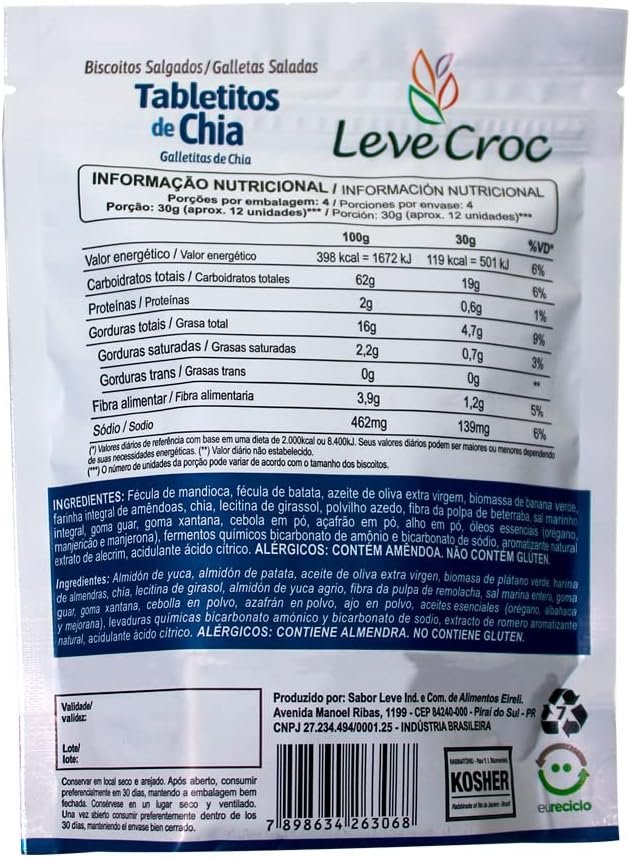 Biscoitos Salgados/Galletas Saladas
Tabletitos
de Chia
Galletitas de Chia
Leve Croc
INFORMAÇÃO NUTRICIONAL / INFORMACIÓN NUTRICIONAL
Porções por embalagem: 4 / Porciones por envase: 4
Porção: 30g (aprox. 12 unidades)*** / Porción: 30g (aprox. 12 unidades)***
100g 30g %VD*
Valor energético / Valor energético 398 kcal = 1672 kJ 119 kcal = 501 kJ 6%
Carboidratos totais / Carboidratos totales 62g 19g 6%
Proteínas / Proteínas 2g 0,6g 1%
Gorduras totais / Grasa total 16g 4,7g 9%
Gorduras saturadas / Grasas saturadas 2,2g 0,7g 3%
Gorduras trans / Grasas trans 0g 0g **
Fibra alimentar / Fibra alimentaria 3,9g 1,2g 5%
Sódio / Sodio 462mg 139mg 6%
(*) Valores diários de referência com base em uma dieta de 2.000kcal ou 8.400kJ. Seus valores diários podem ser maiores ou menores dependendo
de suas necessidades energéticas. (**) Valor diário não estabelecido.
(***) O número de unidades da porção pode variar de acordo com o tamanho dos biscoitos.
INGREDIENTES: Fécula de mandioca, fécula de batata, azeite de oliva extra virgem, biomassa de banana verde,
farinha integral de amêndoas, chia, lecitina de girassol, polvilho azedo, fibra da polpa de beterraba, sal marinho
integral, goma guar, goma xantana, cebola em pó, açafrão em pó, alho em pó, óleos essenciais (orégano,
manjericão e manjerona), fermentos químicos bicarbonato de amônio e bicarbonato de sódio, aromatizante natural
extrato de alecrim, acidulante ácido cítrico. ALÉRGICOS: CONTÉM AMÊNDOA. NÃO CONTÉM GLUTEN.
Ingredientes: Almidón de yuca, almidón de patata, aceite de oliva extra virgen, biomasa de plátano verde, harina
de almendras, chía, lecitina de girasol, almidón de yuca agrio, fibra da pulpa de remolacha, sal marina entera, goma
guar, goma xantana, cebolla en polvo, azafrán en polvo, ajo en polvo, aceites esenciales (orégano, albahaca
y mejorana), levaduras químicas bicarbonato amónico y bicarbonato de sodio, extracto de romero aromatizante
natural, acidulante ácido cítrico. ALÉRGICOS: CONTIENE ALMENDRA. NO CONTIENE GLUTEN.
Validade/
validez:
Lote/
lote:
Produzido por: Sabor Leve Ind. e Com. de Alimentos Eireli.
Avenida Manoel Ribas, 1199 - CEP 84240-000 - Piraí do Sul - PR
CNPJ 27.234.494/0001.25 - INDÚSTRIA BRASILEIRA
7
Conservar em local seco e arejado. Após aberto, consumir
preferencialmente em 30 dias, mantendo a embalagem bem
fechada. Consérvese en un lugar seco y ventilado.
Una vez abierto consumir preferentemente dentro de los
30 días, manteniendo el envase bien cerrado.
7 898634 263068
KOSHER
Rabbinate of Rio de Janeiro - Brazil
eureciclo